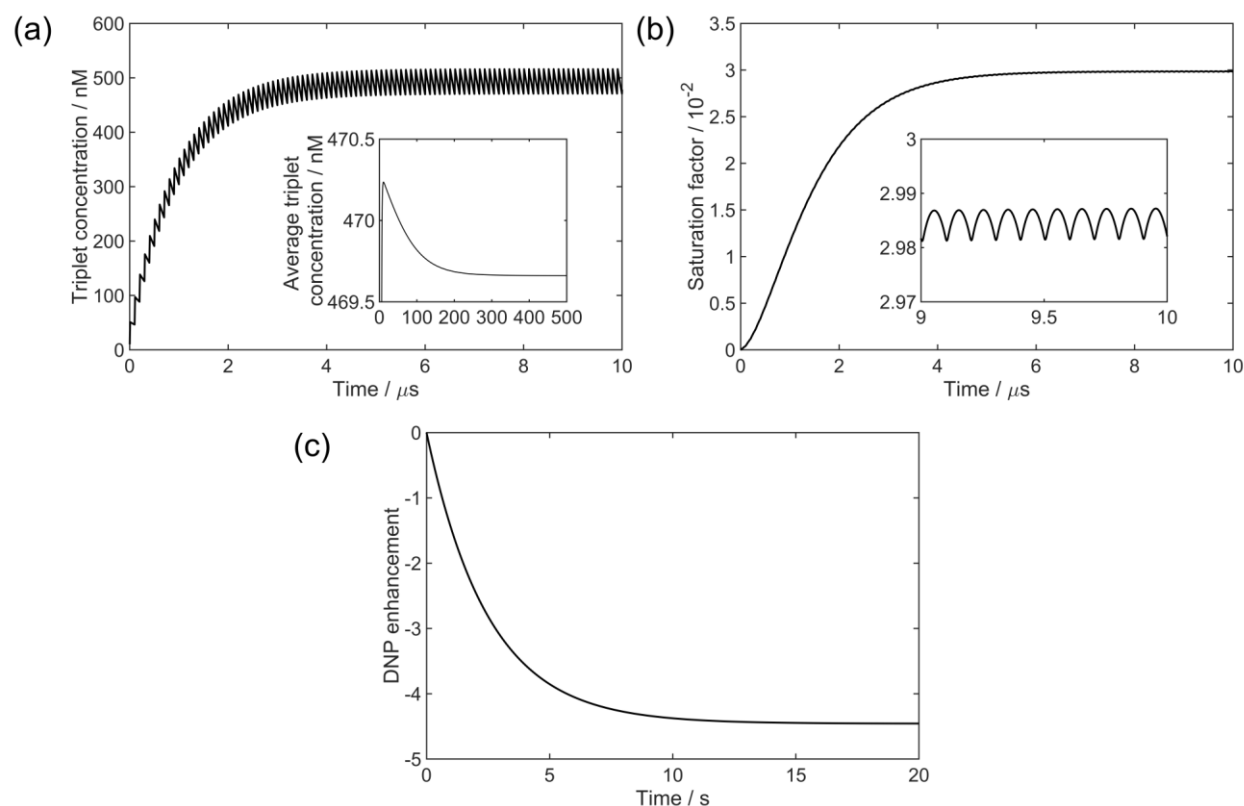 (a)
600
500
400
300
200
100
0
Triplet concentration / nM
0 2 4 6 8 10
Time / μs
470.5
470
469.5
Average triplet
concentration / nM
0 100 200 300 400 500
(b)
3.5
3
2.5
2
1.5
1
0.5
0
Saturation factor / 10⁻²
0 2 4 6 8 10
Time / μs
3
2.99
2.98
2.97
9 9.5 10
(c)
0
-1
-2
-3
-4
-5
DNP enhancement
0 5 10 15 20
Time / s